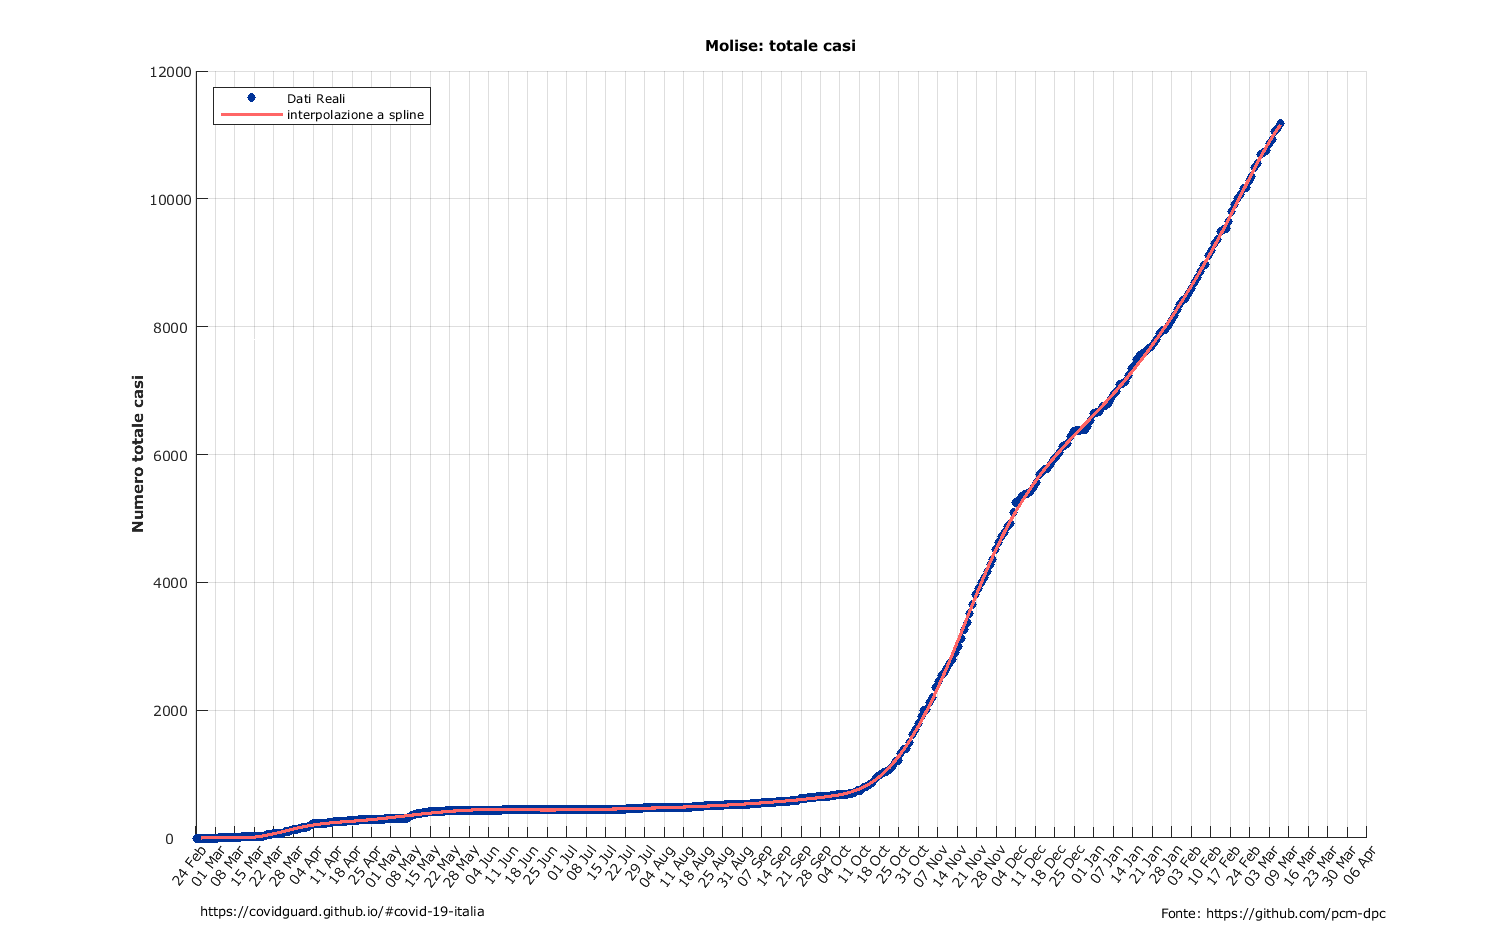 Molise: totale casi
12000
10000
8000
6000
4000
2000
0
Numero totale casi
Dati Reali
interpolazione a spline
24 Feb
01 Mar
08 Mar
15 Mar
22 Mar
28 Mar
04 Apr
11 Apr
18 Apr
25 Apr
01 May
08 May
15 May
22 May
28 May
04 Jun
11 Jun
18 Jun
25 Jun
01 Jul
08 Jul
15 Jul
22 Jul
29 Jul
04 Aug
11 Aug
18 Aug
25 Aug
31 Aug
07 Sep
14 Sep
21 Sep
28 Sep
04 Oct
11 Oct
18 Oct
25 Oct
31 Oct
07 Nov
14 Nov
21 Nov
28 Nov
04 Dec
11 Dec
18 Dec
25 Dec
01 Jan
07 Jan
14 Jan
21 Jan
28 Jan
03 Feb
10 Feb
17 Feb
24 Feb
03 Mar
09 Mar
16 Mar
23 Mar
30 Mar
06 Apr
https://covidguard.github.io/#covid-19-italia
Fonte: https://github.com/pcm-dpc